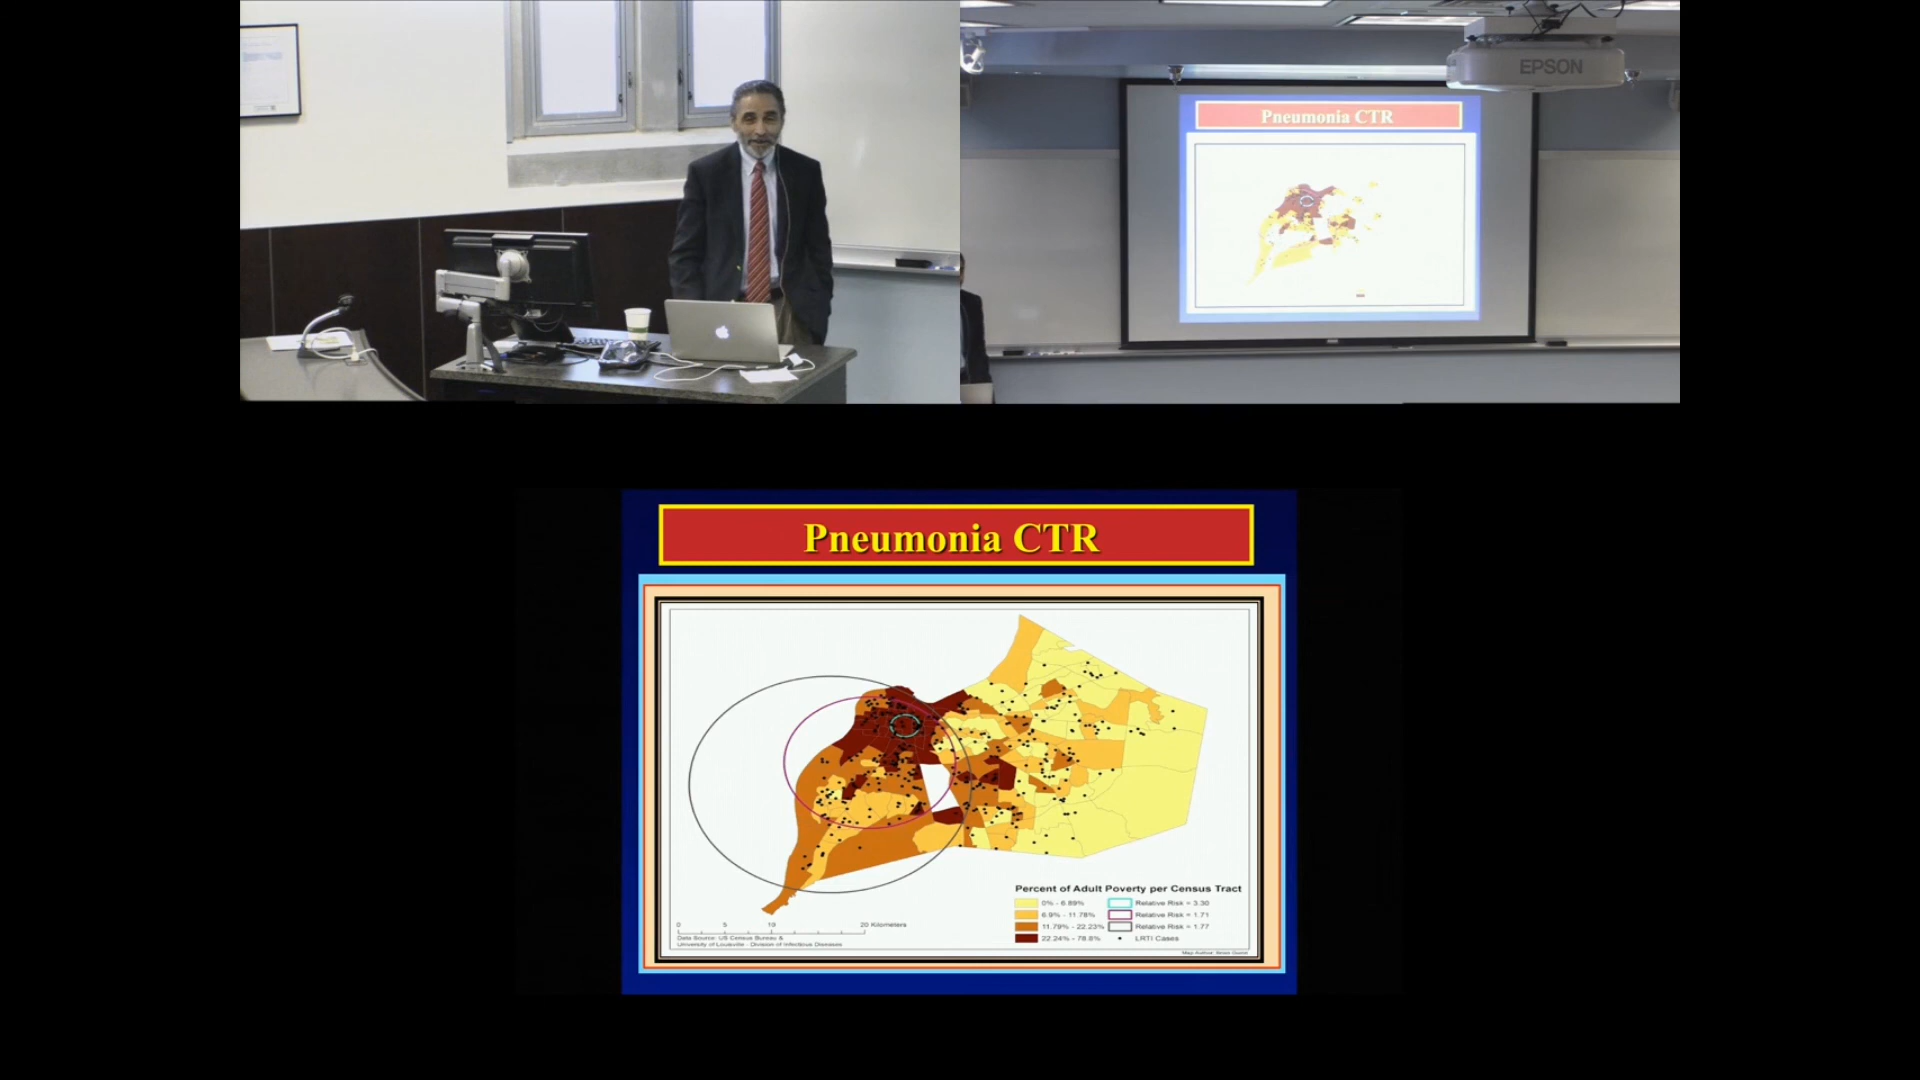 EPSON
Pneumonia CTR
Pneumonia CTR
Percent of Adult Poverty per Census Tract
0% - 6.89%
Relative Risk = 3.30
6.9% - 11.78%
Relative Risk = 1.71
11.79% - 22.23%
Relative Risk = 1.77
22.24% - 78.8%
LRTI Cases
0 5 10 20 Kilometers
Data Source: US Census Bureau &
University of Louisville - Division of Infectious Diseases
Map Author: